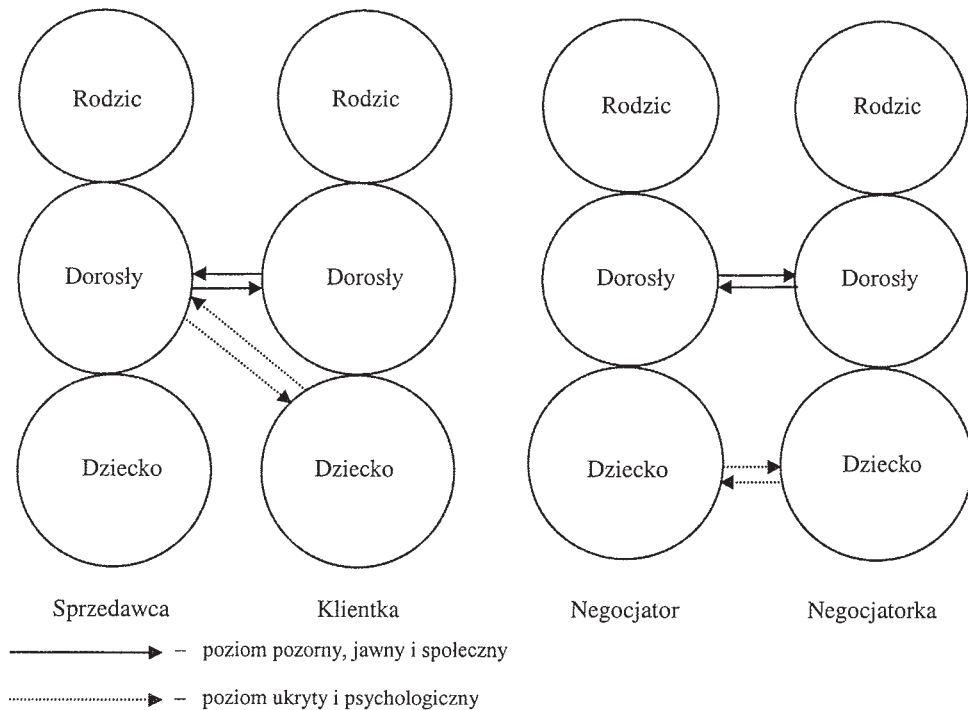 Rodzic Rodzic Rodzic Rodzic
Dorosły Dorosły Dorosły Dorosły
Dziecko Dziecko Dziecko Dziecko
Sprzedawca Klientka Negocjator Negocjatorka
– poziom pozorny, jawny i społeczny
– poziom ukryty i psychologiczny